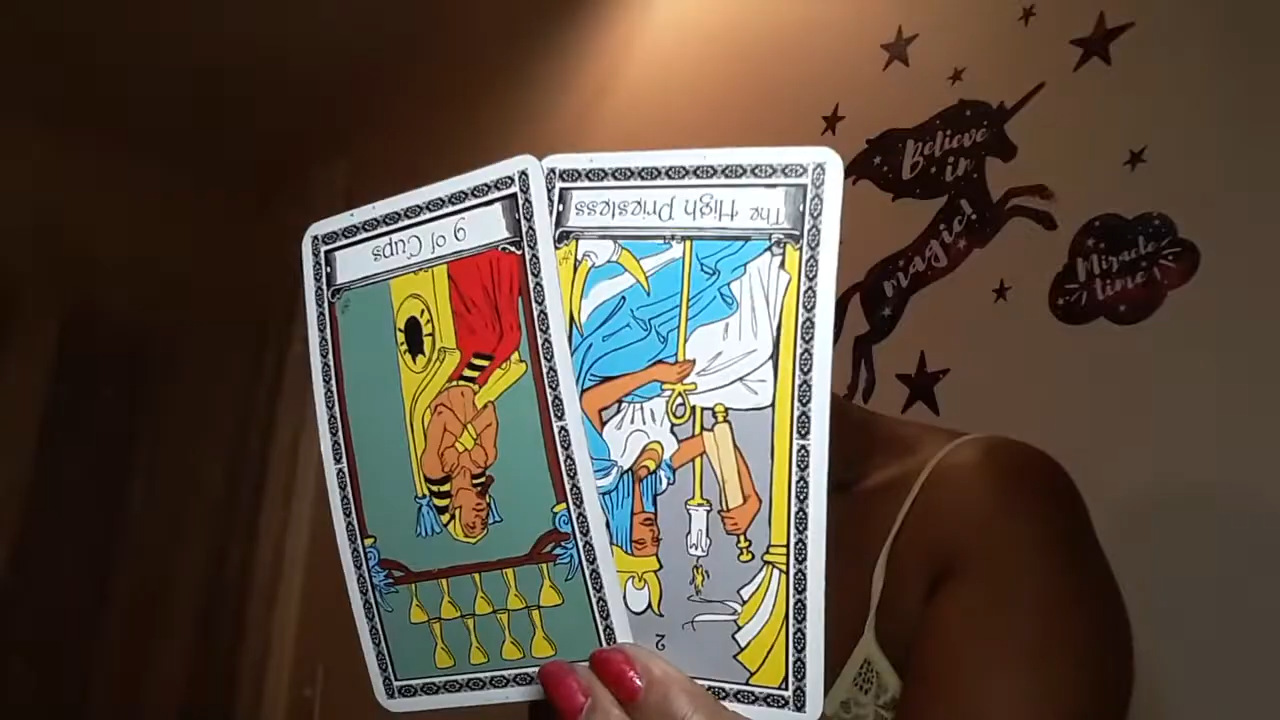 9 of Cups
The High Priestess
2
Believe
in
magic!
Miracle
time